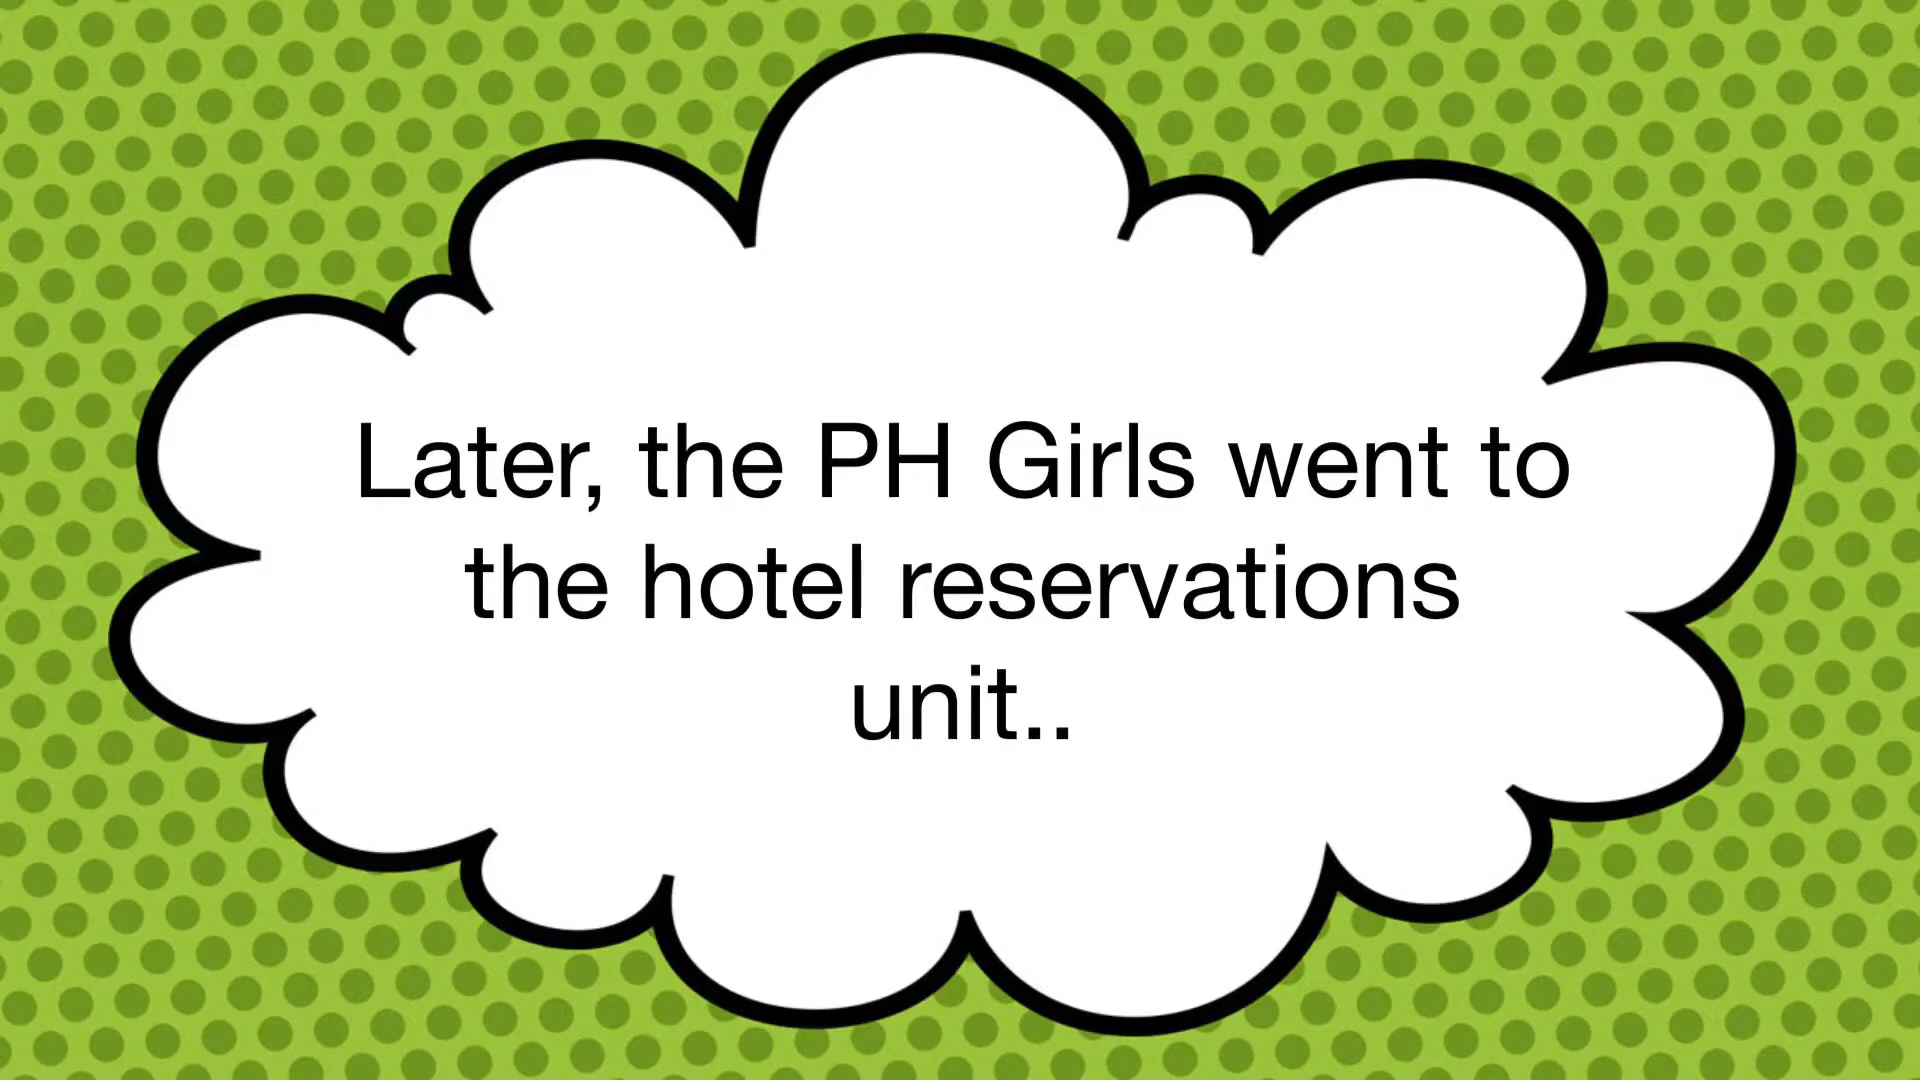 Later, the PH Girls went to
the hotel reservations
unit..